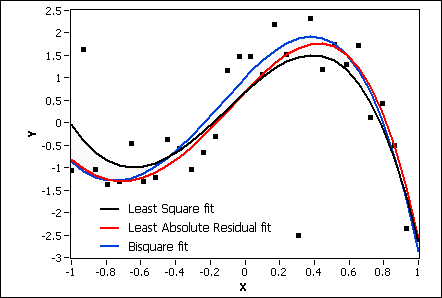 2.5
2
1.5
1
0.5
0
-0.5
-1
-1.5
-2
-2.5
-3
Y
Least Square fit
Least Absolute Residual fit
Bisquare fit
-1 -0.8 -0.6 -0.4 -0.2 0 0.2 0.4 0.6 0.8 1
X